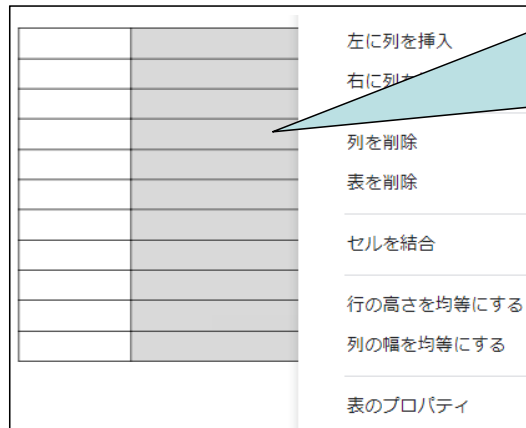 左に列を挿入
右に列
列を削除
表を削除
セルを結合
行の高さを均等にする
列の幅を均等にする
表のプロパティ